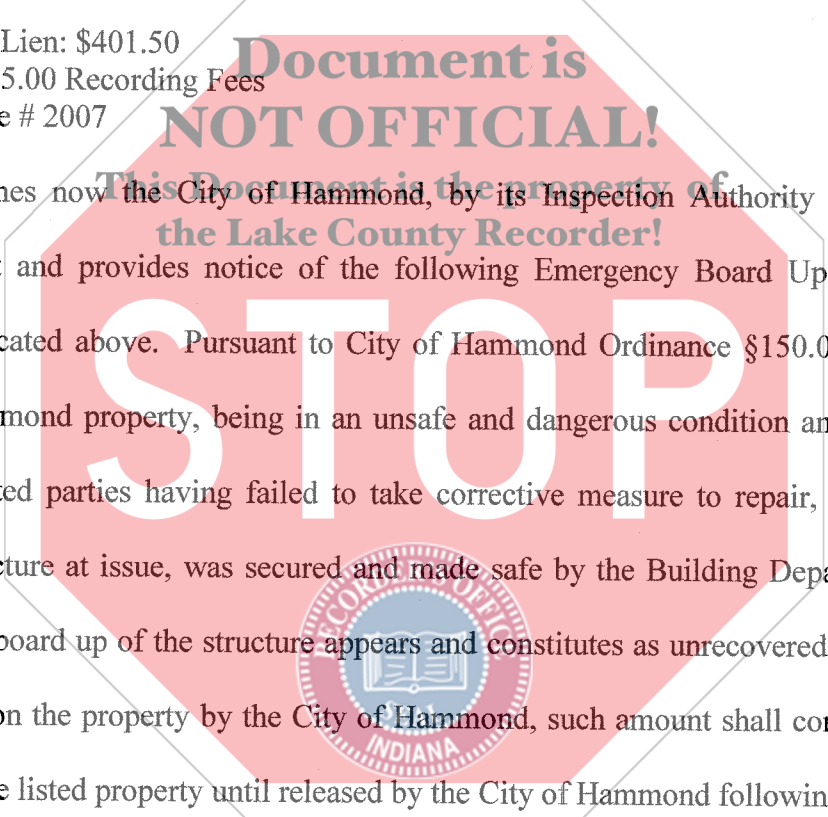 Lien: $401.50
5.00 Recording Fees
e # 2007
Document is
NOT OFFICIAL!
This Document is the property of
the Lake County Recorder!
nes now the City of Hammond, by its Inspection Authority
and provides notice of the following Emergency Board Up
cated above. Pursuant to City of Hammond Ordinance §150.0
mond property, being in an unsafe and dangerous condition an
ted parties having failed to take corrective measure to repair,
cture at issue, was secured and made safe by the Building Depa
board up of the structure appears and constitutes as unrecovered
on the property by the City of Hammond, such amount shall con
e listed property until released by the City of Hammond followin
STOP
INDIANA